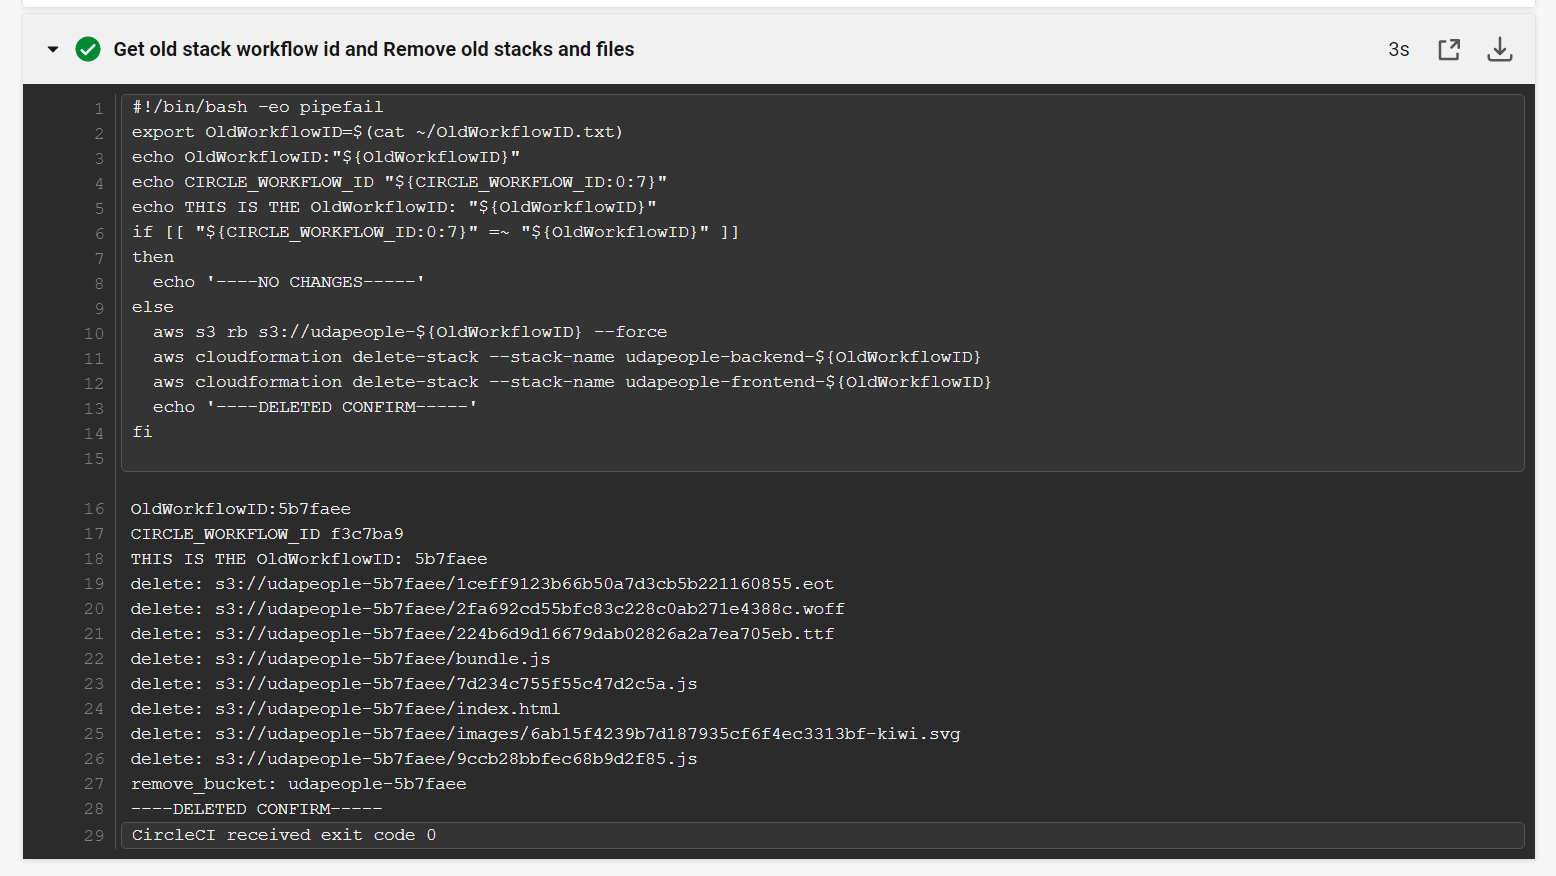 Get old stack workflow id and Remove old stacks and files 3s
1 #!/bin/bash -eo pipefail
2 export OldWorkflowID=$(cat ~/OldWorkflowID.txt)
3 echo OldWorkflowID:"${OldWorkflowID}"
4 echo CIRCLE_WORKFLOW_ID "${CIRCLE_WORKFLOW_ID:0:7}"
5 echo THIS IS THE OldWorkflowID: "${OldWorkflowID}"
6 if [[ "${CIRCLE_WORKFLOW_ID:0:7}" =~ "${OldWorkflowID}" ]]
7 then
8   echo '----NO CHANGES-----'
9 else
10   aws s3 rb s3://udapeople-${OldWorkflowID} --force
11   aws cloudformation delete-stack --stack-name udapeople-backend-${OldWorkflowID}
12   aws cloudformation delete-stack --stack-name udapeople-frontend-${OldWorkflowID}
13   echo '----DELETED CONFIRM-----'
14 fi
15
16 OldWorkflowID:5b7faee
17 CIRCLE_WORKFLOW_ID f3c7ba9
18 THIS IS THE OldWorkflowID: 5b7faee
19 delete: s3://udapeople-5b7faee/1ceff9123b66b50a7d3cb5b221160855.eot
20 delete: s3://udapeople-5b7faee/2fa692cd55bfc83c228c0ab271e4388c.woff
21 delete: s3://udapeople-5b7faee/224b6d9d16679dab02826a2a7ea705eb.ttf
22 delete: s3://udapeople-5b7faee/bundle.js
23 delete: s3://udapeople-5b7faee/7d234c755f55c47d2c5a.js
24 delete: s3://udapeople-5b7faee/index.html
25 delete: s3://udapeople-5b7faee/images/6ab15f4239b7d187935cf6f4ec3313bf-kiwi.svg
26 delete: s3://udapeople-5b7faee/9ccb28bbfec68b9d2f85.js
27 remove_bucket: udapeople-5b7faee
28 ----DELETED CONFIRM-----
29 CircleCI received exit code 0